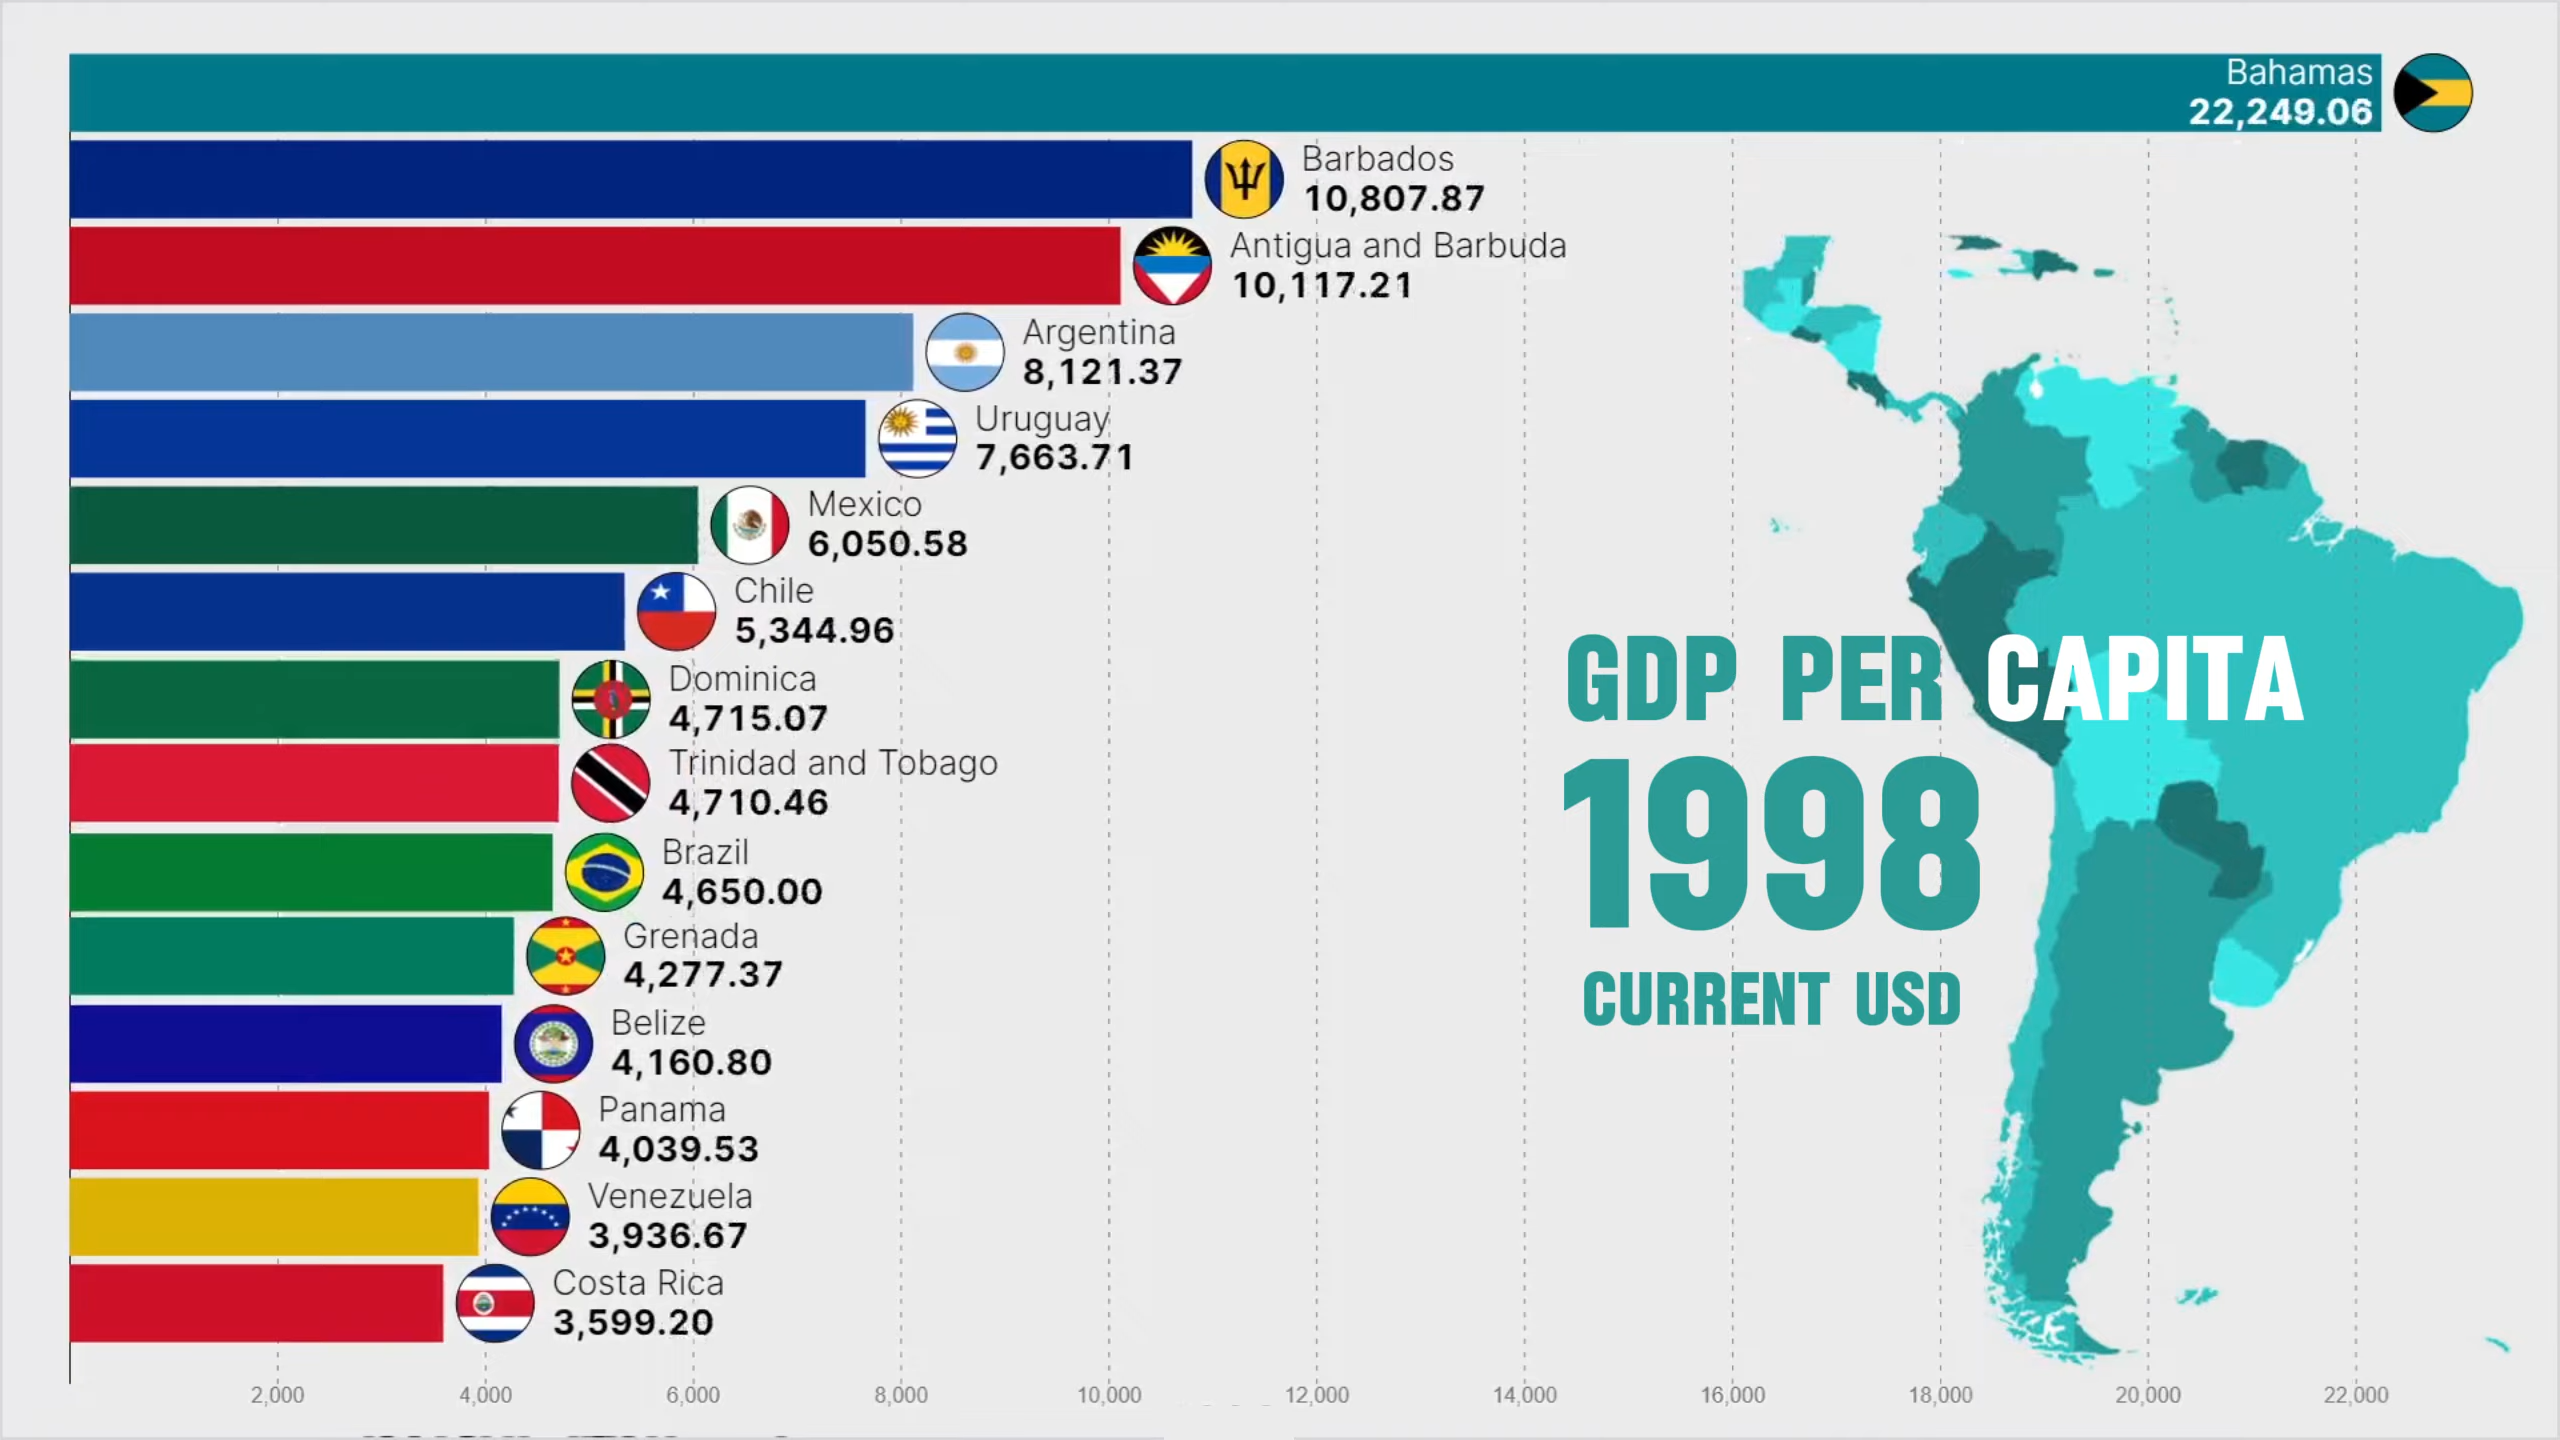 Bahamas
22,249.06
Barbados
10,807.87
Antigua and Barbuda
10,117.21
Argentina
8,121.37
Uruguay
7,663.71
Mexico
6,050.58
Chile
5,344.96
Dominica
4,715.07
Trinidad and Tobago
4,710.46
Brazil
4,650.00
Grenada
4,277.37
Belize
4,160.80
Panama
4,039.53
Venezuela
3,936.67
Costa Rica
3,599.20
GDP PER CAPITA
1998
CURRENT USD
2,000 4,000 6,000 8,000 10,000 12,000 14,000 16,000 18,000 20,000 22,000